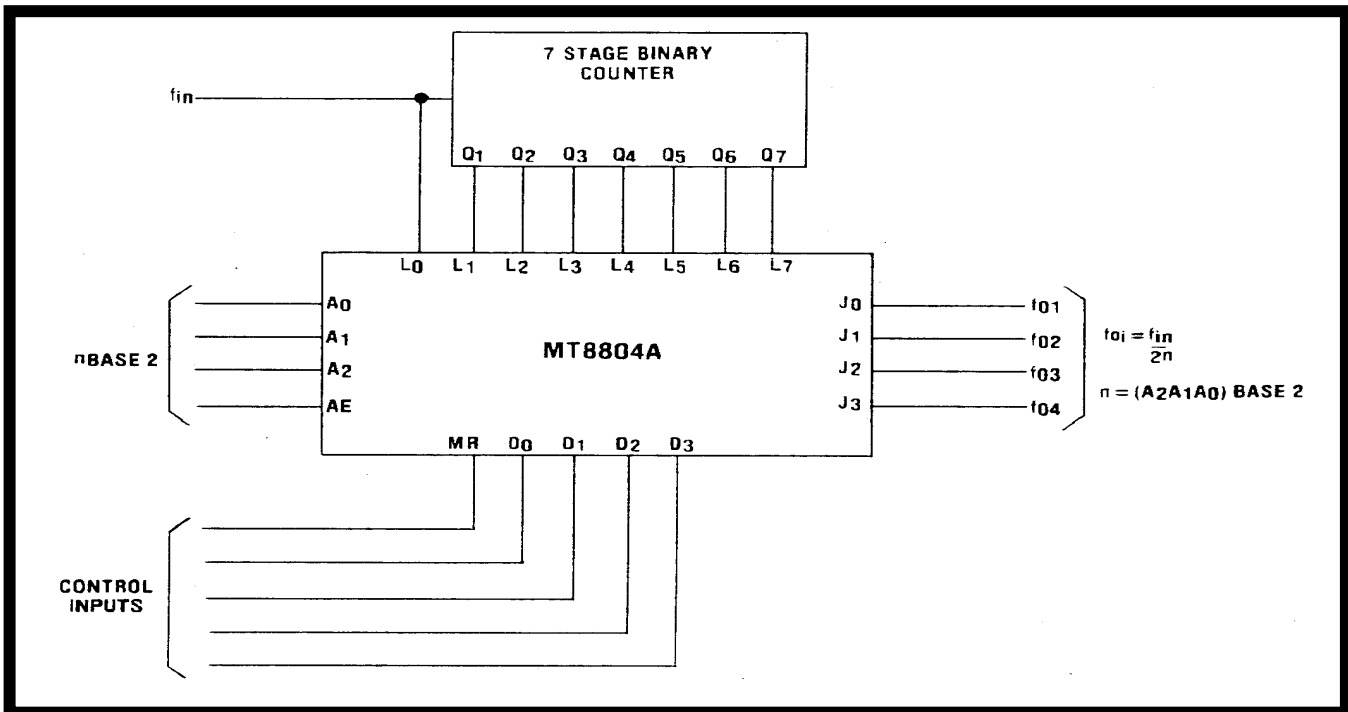 7 STAGE BINARY
COUNTER
fin
Q1 Q2 Q3 Q4 Q5 Q6 Q7
L0 L1 L2 L3 L4 L5 L6 L7
A0
A1
A2
AE
nBASE 2
MT8804A
J0
J1
J2
J3
f01
f02
f03
f04
foi = fin
2n
n = (A2A1A0) BASE 2
MR D0 D1 D2 D3
CONTROL
INPUTS